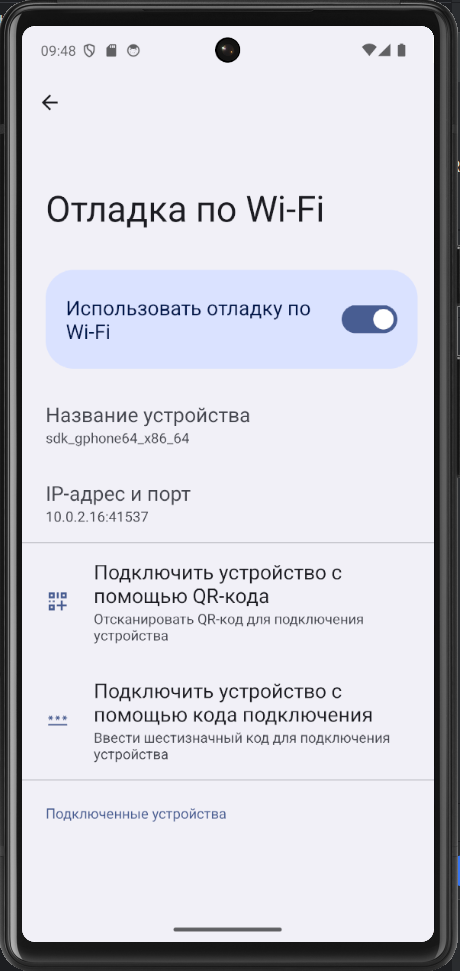 09:48
Отладка по Wi-Fi
Использовать отладку по
Wi-Fi
Название устройства
sdk_gphone64_x86_64
IP-адрес и порт
10.0.2.16:41537
Подключить устройство с
помощью QR-кода
Отсканировать QR-код для подключения
устройства
Подключить устройство с
помощью кода подключения
Ввести шестизначный код для подключения
устройства
Подключенные устройства